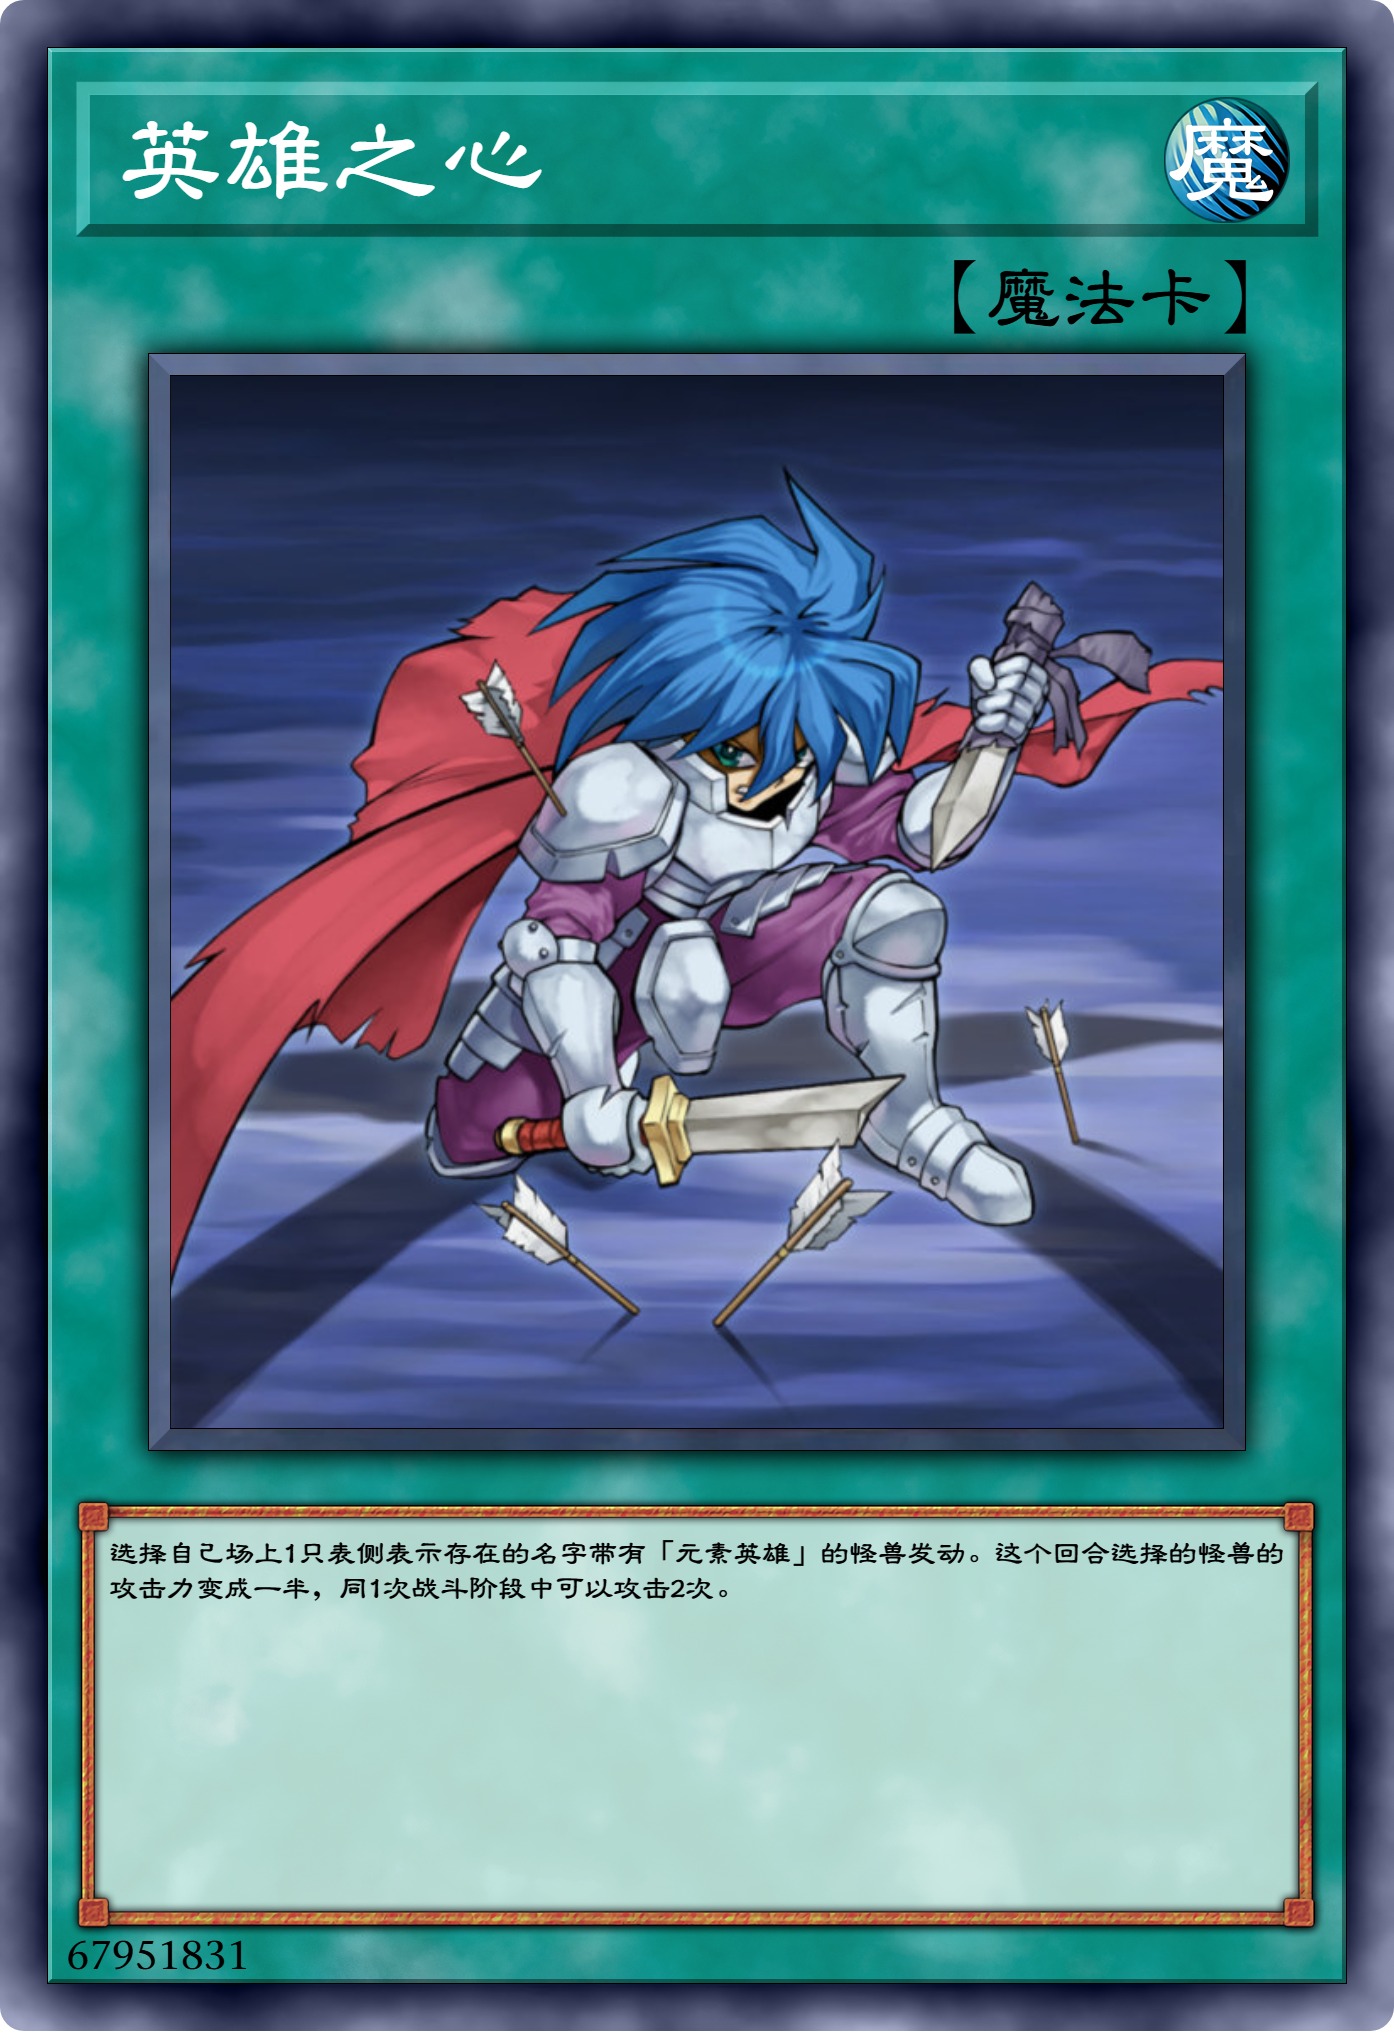 英雄之心
魔
【魔法卡】
选择自己场上1只表侧表示存在的名字带有「元素英雄」的怪兽发动。这个回合选择的怪兽的
攻击力变成一半，同1次战斗阶段中可以攻击2次。
67951831